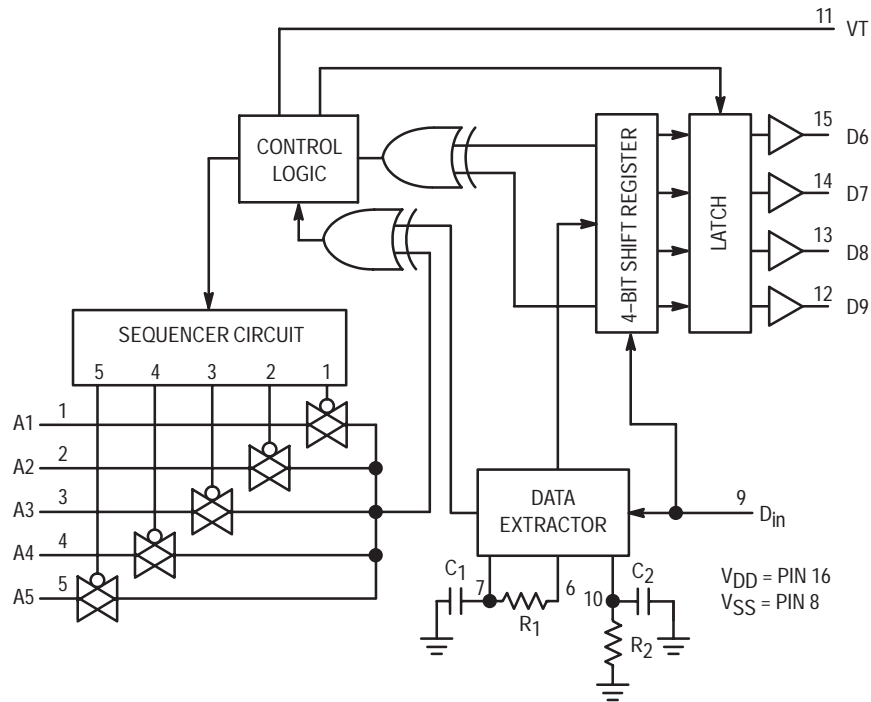 11 VT
CONTROL
LOGIC
4–BIT SHIFT REGISTER
LATCH
15 D6
14 D7
13 D8
12 D9
SEQUENCER CIRCUIT
5 4 3 2 1
A1 1
A2 2
A3 3
A4 4
A5 5
DATA
EXTRACTOR
9 Din
C1 7 R1 6 10 C2 R2
VDD = PIN 16
VSS = PIN 8